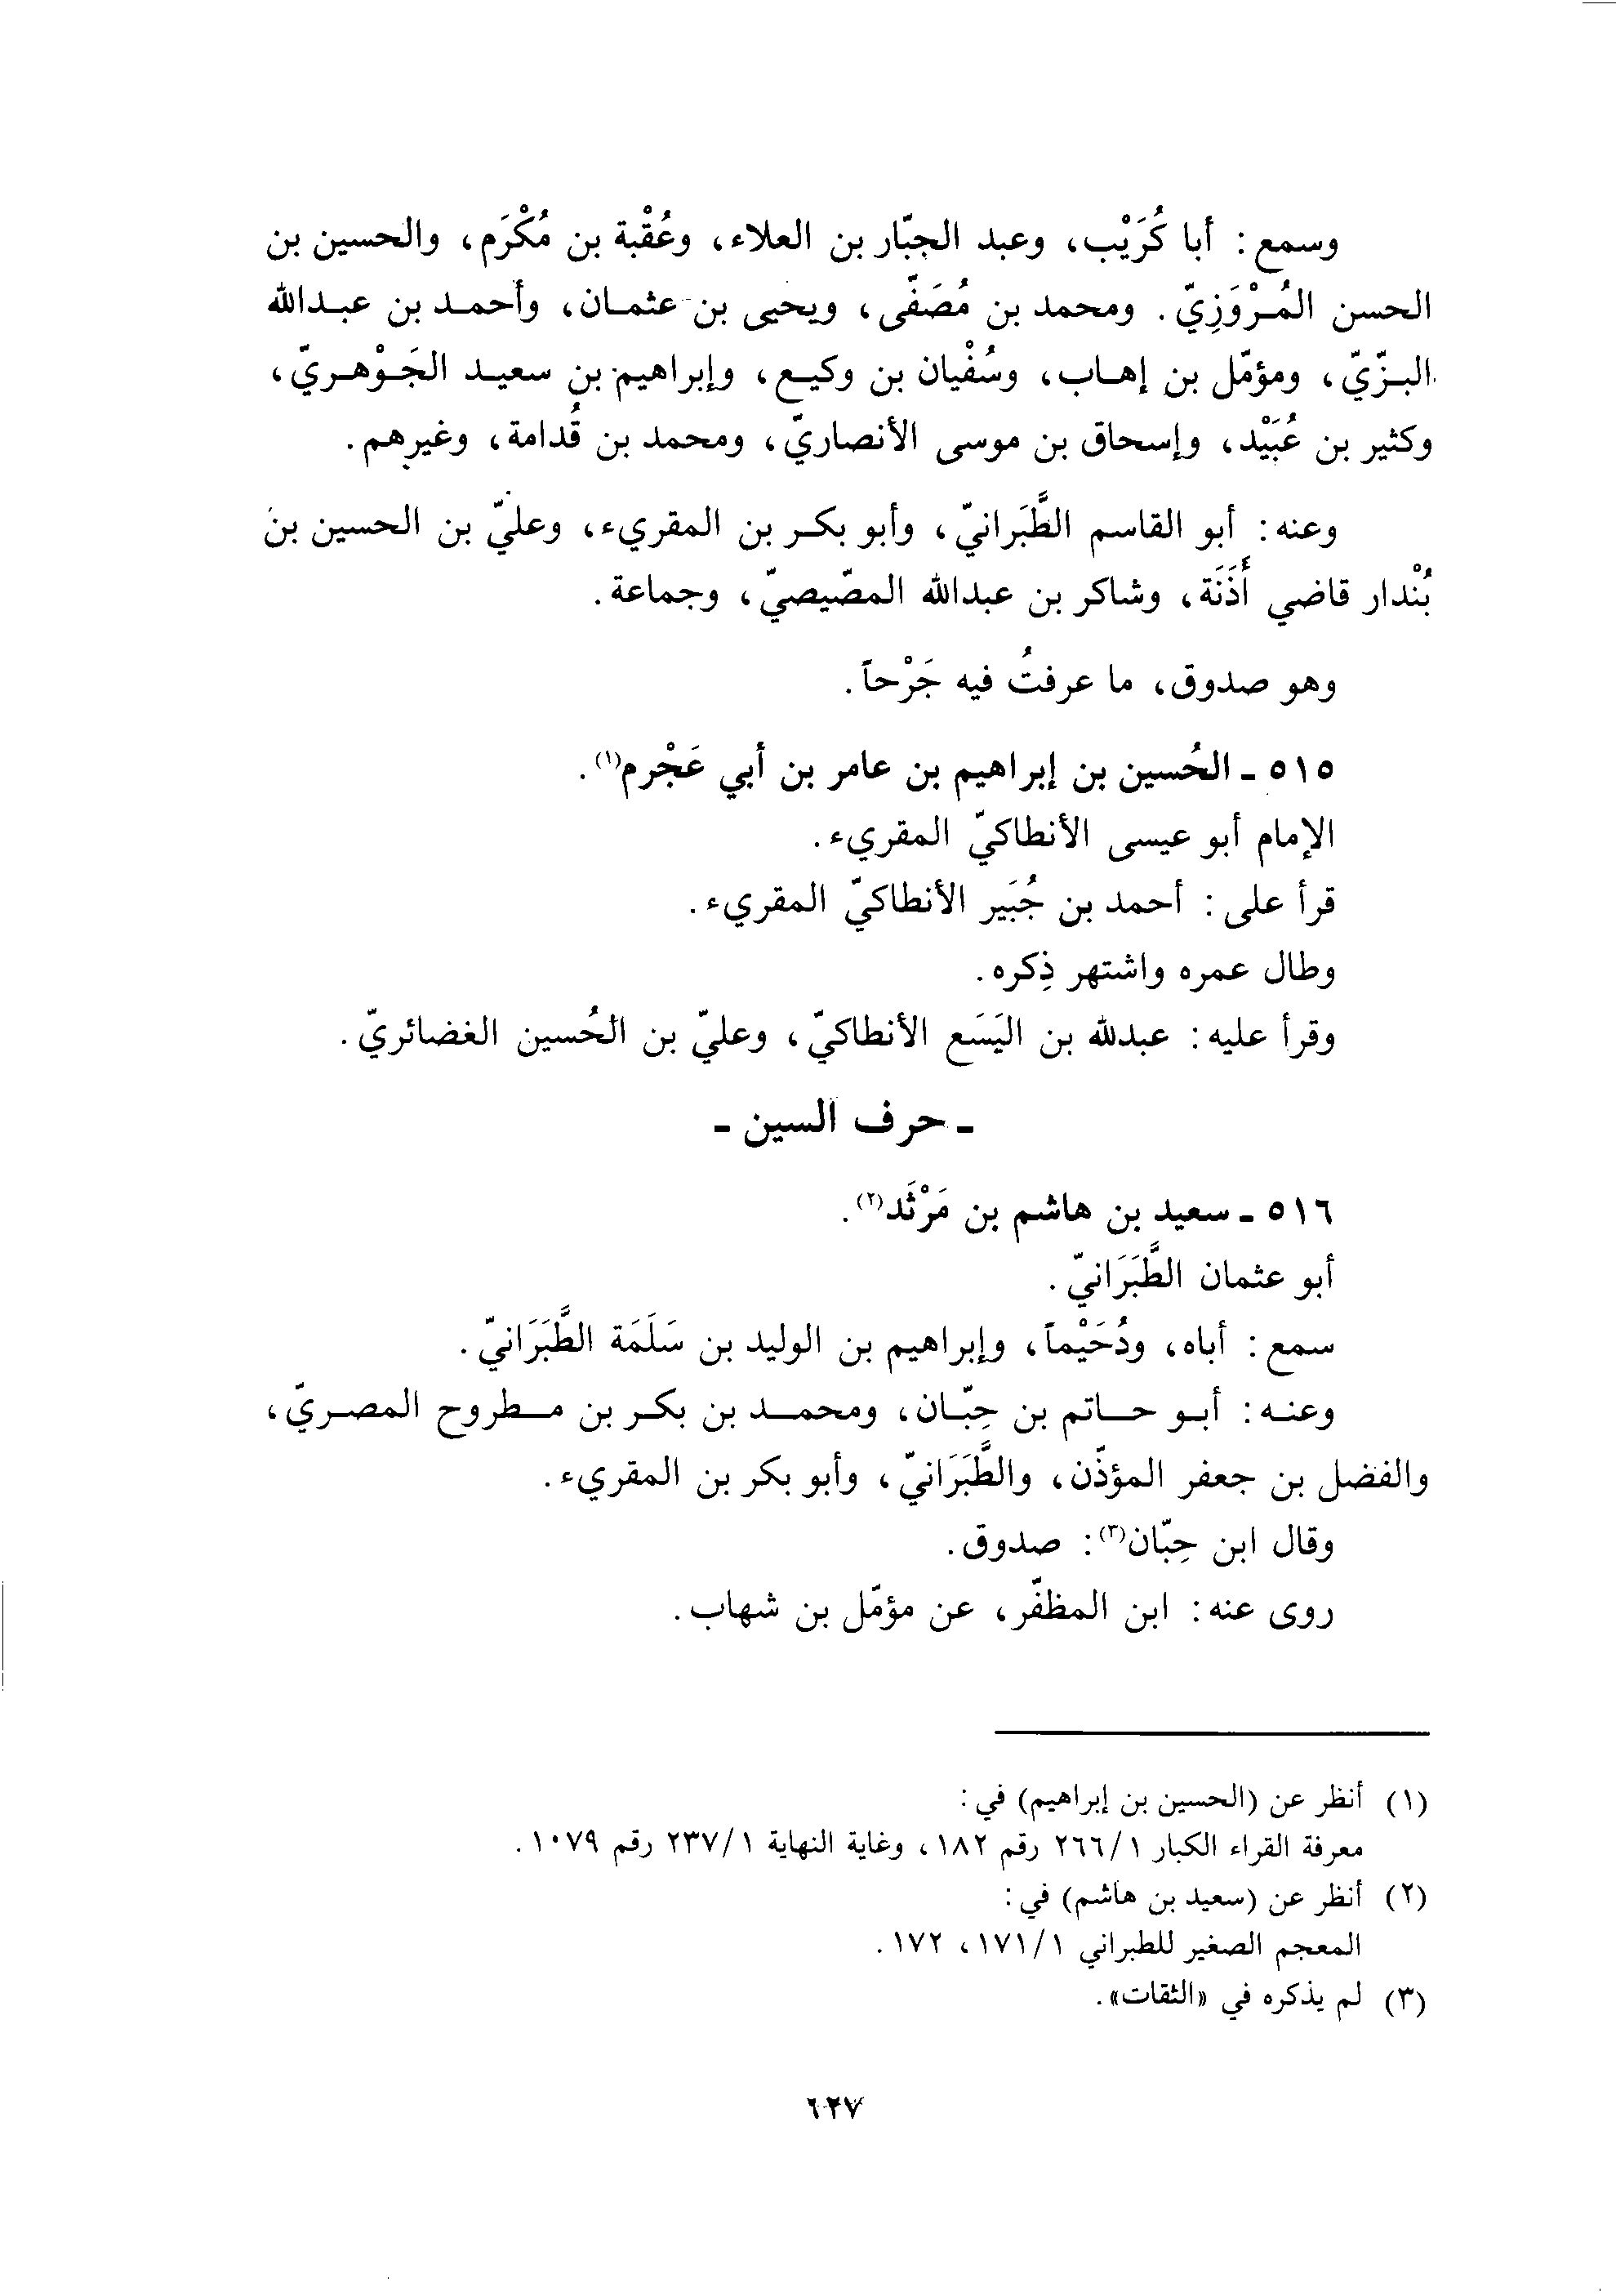 وسمع: أبا كُرَيْب، وعبد الجبّار بن العلاء، وعُقْبة بن مُكْرَم، والحسين بن
الحسن المُـرْوَزِيّ. ومحمد بن مُصَفَّى، ويحيى بن عثمـان، وأحمـد بن عبـدالله
البـزّيّ، ومؤمّل بن إهـاب، وسُفْيان بن وكيـع، وإبراهيم بن سعيـد الجَـوْهـريّ،
وكثير بن عُبَيْد، وإسحاق بن موسى الأنصاريّ، ومحمد بن قُدامة، وغيرهم.
وعنه: أبو القاسم الطَّبَرانيّ، وأبو بكـر بن المقريء، وعليّ بن الحسين بن
بُنْدار قاضي أَذَنَة، وشاكر بن عبدالله المصّيصيّ، وجماعة.
وهو صدوق، ما عرفتُ فيه جَرْحاً.
٥١٥ ـ الحُسين بن إبراهيم بن عامر بن أبي عَجْرم(١).
الإمام أبو عيسى الأنطاكيّ المقريء.
قرأ على: أحمد بن جُبَير الأنطاكيّ المقريء.
وطال عمره واشتهر ذِكره.
وقرأ عليه: عبدلله بن اليَسَع الأنطاكيّ، وعليّ بن الحُسين الغضائريّ.
ـ حرف السين ـ
٥١٦ ـ سعيد بن هاشم بن مَرْثَد(٢).
أبو عثمان الطَّبَرَانيّ.
سمع: أباه، ودُحَيْماً، وإبراهيم بن الوليد بن سَلَمَة الطَّبَرَانيّ.
وعنـه: أبـو حـاتم بن حِبّـان، ومحمـد بن بكـر بن مـطروح المصـريّ،
والفضل بن جعفر المؤذّن، والطَّبَرَانيّ، وأبو بكر بن المقريء.
وقال ابن حِبّان(٣): صدوق.
روى عنه: ابن المظفّر، عن مؤمّل بن شهاب.
(١) أنظر عن (الحسين بن إبراهيم) في:
معرفة القراء الكبار ٢٦٦/١ رقم ١٨٢، وغاية النهاية ٢٣٧/١ رقم ١٠٧٩.
(٢) أنظر عن (سعيد بن هاشم) في:
المعجم الصغير للطبراني ١٧١/١، ١٧٢.
(٣) لم يذكره في «الثقات».
٦٢٧